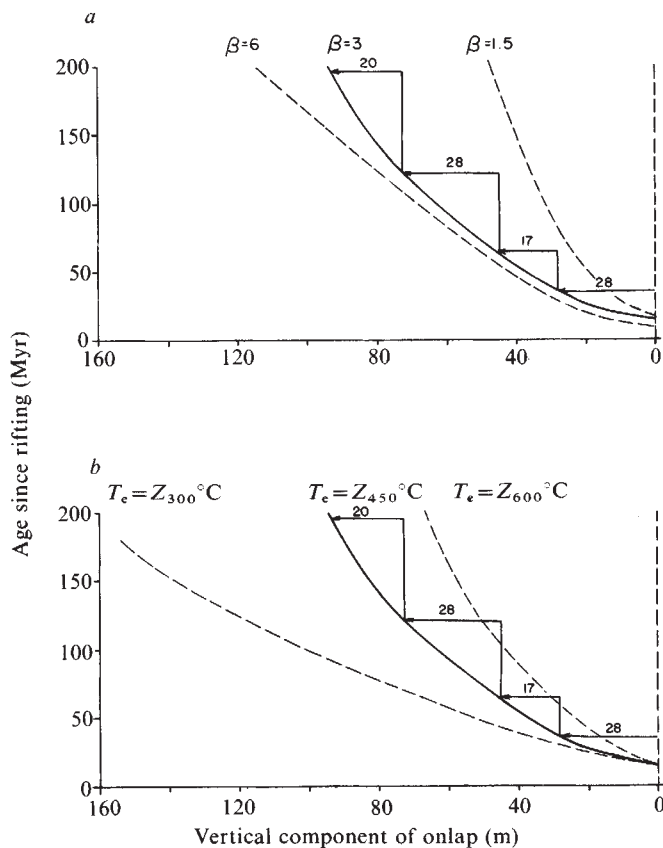 a
β=6 β=3 β=1.5
200
20
150
28
100
17
50
28
0
160 120 80 40 0
Age since rifting (Myr)
b
Tₑ=Z₃₀₀°C Tₑ=Z₄₅₀°C Tₑ=Z₆₀₀°C
200
20
150
28
100
17
50
28
0
160 120 80 40 0
Vertical component of onlap (m)